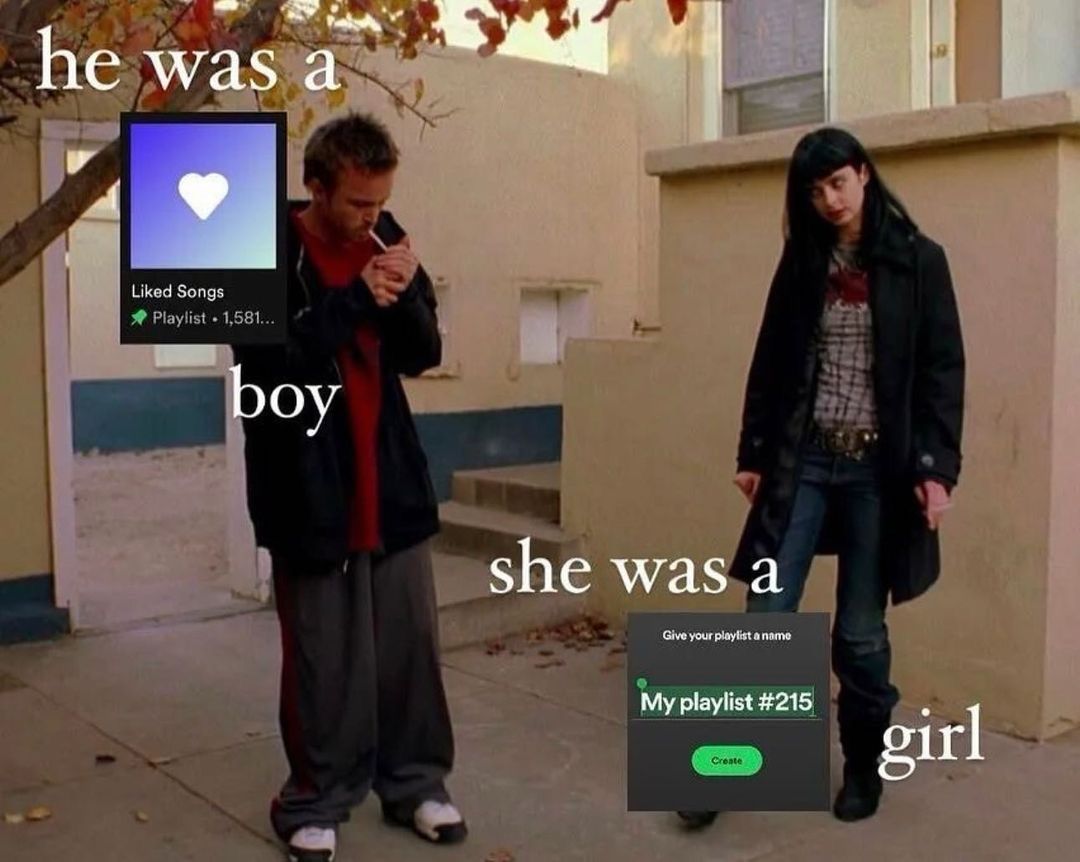 he was a
Liked Songs
Playlist • 1,581...
boy
she was a
Give your playlist a name
My playlist #215
Create
girl